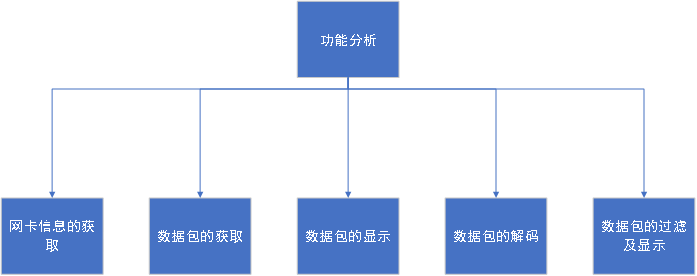 功能分析
网卡信息的获
取
数据包的获取
数据包的显示
数据包的解码
数据包的过滤
及显示